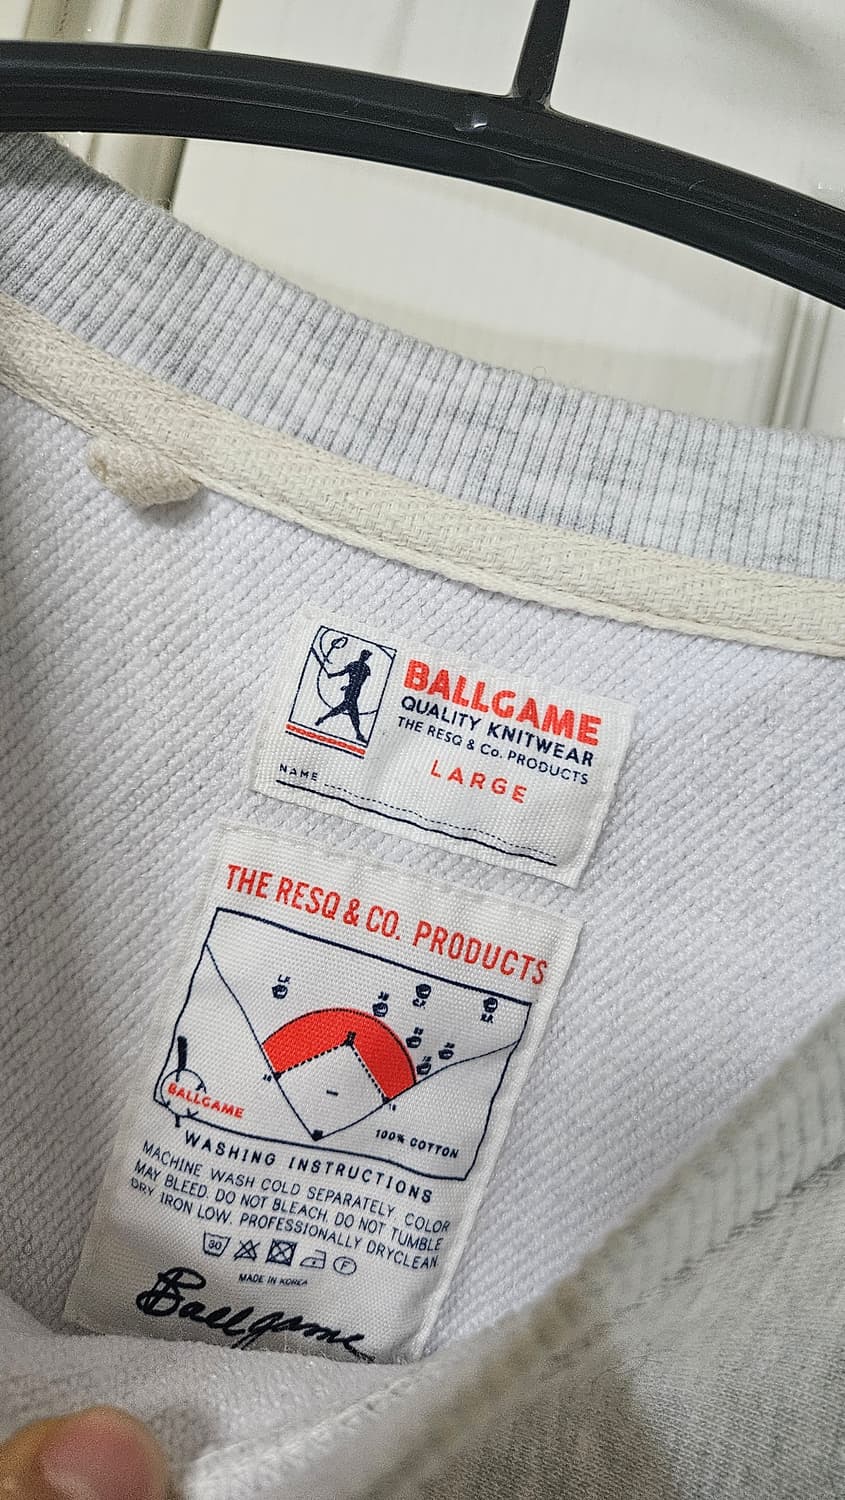 BALLGAME
QUALITY KNITWEAR
THE RESQ & Co. PRODUCTS
LARGE
NAME
THE RESQ & CO. PRODUCTS
BALLGAME
100% COTTON
WASHING INSTRUCTIONS
MACHINE WASH COLD SEPARATELY. COLOR
MAY BLEED. DO NOT BLEACH. DO NOT TUMBLE
DRY IRON LOW. PROFESSIONALLY DRYCLEAN
30
F
MADE IN KOREA
Ballgame